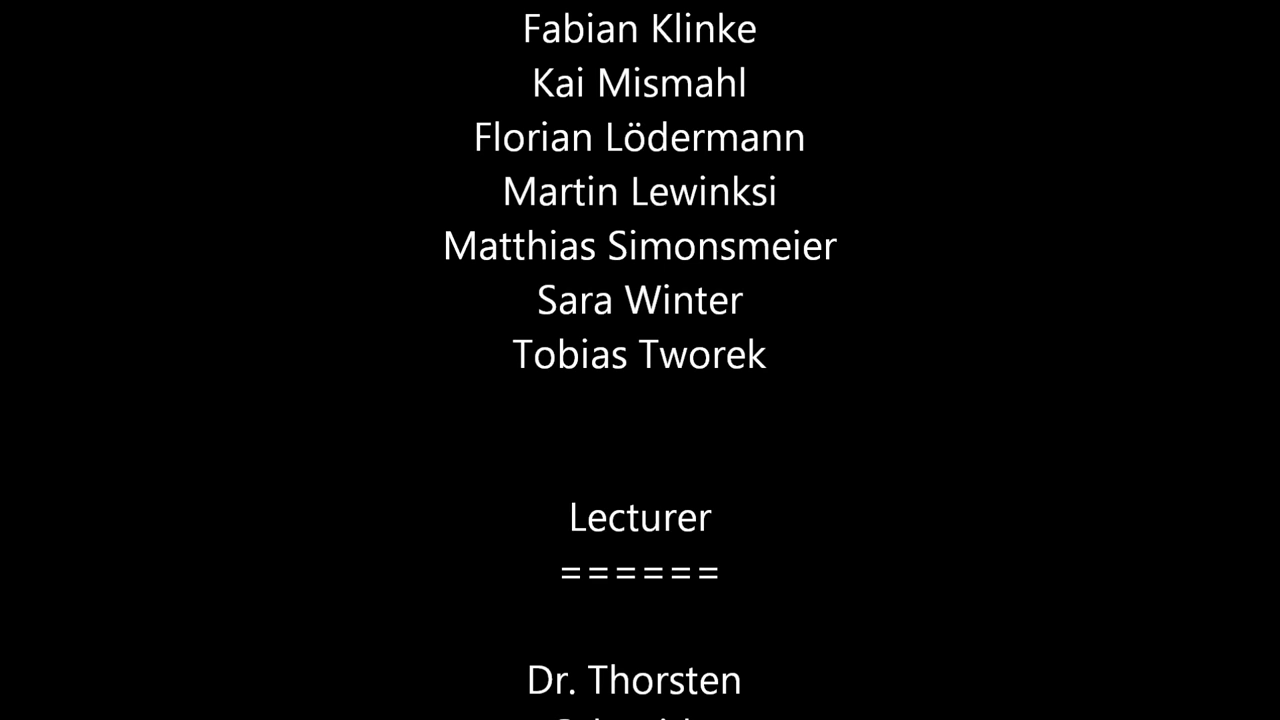 Fabian Klinke
Kai Mismahl
Florian Lödermann
Martin Lewinksi
Matthias Simonsmeier
Sara Winter
Tobias Tworek
Lecturer
======
Dr. Thorsten